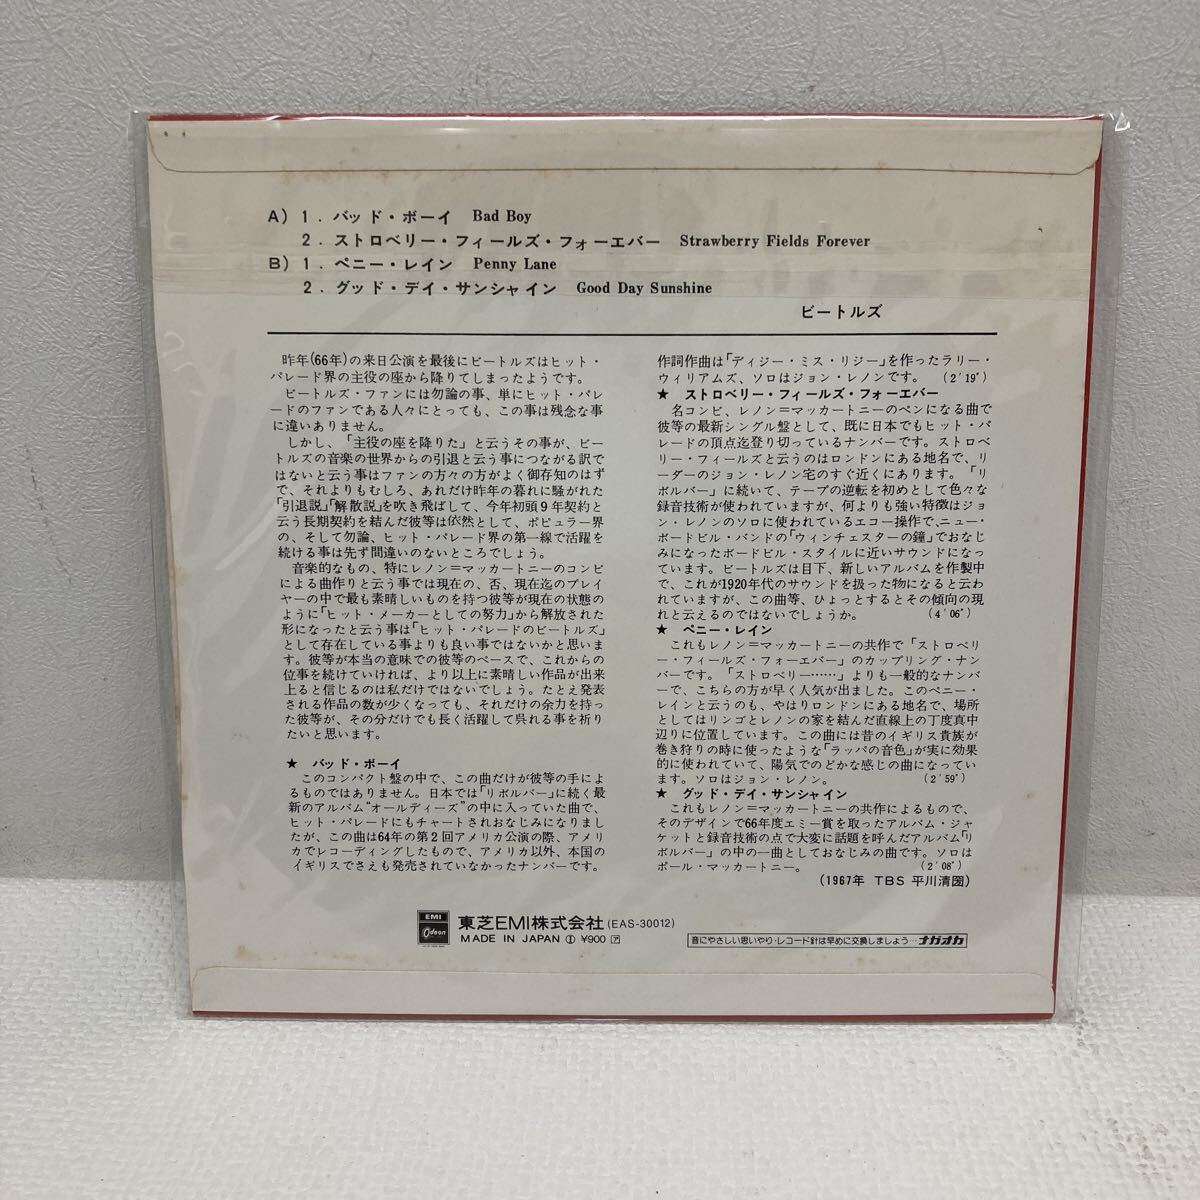 A) 1. バッド・ボーイ Bad Boy
2. ストロベリー・フィールズ・フォーエバー Strawberry Fields Forever
B) 1. ペニー・レイン Penny Lane
2. グッド・デイ・サンシャイン Good Day Sunshine
ビートルズ
昨年(66年)の来日公演を最後にビートルズはヒット・
パレード界の主役の座から降りてしまったようです。
ビートルズ・ファンには勿論の事、単にヒット・パレ
ードのファンである人々にとっても、この事は残念な事
に違いありません。
しかし、「主役の座を降りた」と云うその事が、ビー
トルズの音楽の世界からの引退と云う事につながる訳で
はないと云う事はファンの方々の方がよく御存知のはず
で、それよりもむしろ、あれだけ昨年の暮れに騒がれた
「引退説」「解散説」を吹き飛ばして、今年初頭9年契約と
云う長期契約を結んだ彼等は依然として、ポピュラー界
の、そして勿論、ヒット・パレード界の第一線で活躍を
続ける事は先ず間違いのないところでしょう。
音楽的なもの、特にレノン=マッカートニーのコンビ
による曲作りと云う事では現在の、否、現在迄のプレイ
ヤーの中で最も素晴しいものを持つ彼等が現在の状態の
ように「ヒット・メーカーとしての努力」から解放された
形になったと云う事は「ヒット・パレードのビートルズ」
として存在している事よりも良い事ではないかと思いま
す。彼等が本当の意味での彼等のペースで、これからの
位事を続けていければ、より以上に素晴しい作品が出来
上ると信じるのは私だけではないでしょう。たとえ発表
される作品の数が少くなっても、それだけの余力を持っ
た彼等が、その分だけでも長く活躍して呉れる事を祈り
たいと思います。
★ バッド・ボーイ
このコンパクト盤の中で、この曲だけが彼等の手によ
るものではありません。日本では「リボルバー」に続く最
新のアルバム“オールディーズ”の中に入っていた曲で、
ヒット・パレードにもチャートされおなじみになりまし
たが、この曲は64年の第2回アメリカ公演の際、アメリ
カでレコーディングしたもので、アメリカ以外、本国の
イギリスでさえも発売されていなかったナンバーです。
作詞作曲は「ディジー・ミス・リジー」を作ったラリー・
ウィリアムズ、ソロはジョン・レノンです。 (2'19")
★ ストロベリー・フィールズ・フォーエバー
名コンビ、レノン=マッカートニーのペンになる曲で
彼等の最新シングル盤として、既に日本でもヒット・パ
レードの頂点迄登り切っているナンバーです。ストロベ
リー・フィールズと云うのはロンドンにある地名で、リ
ーダーのジョン・レノン宅のすぐ近くにあります。「リ
ボルバー」に続いて、テープの逆転を初めとして色々な
録音技術が使われていますが、何よりも強い特徴はジョ
ン・レノンのソロに使われているエコー操作で、ニュー・
ボードビル・バンドの「ウィンチェスターの鐘」でおなじ
みになったボードビル・スタイルに近いサウンドになっ
ています。ビートルズは目下、新しいアルバムを作製中
で、これが1920年代のサウンドを扱った物になると云わ
れていますが、この曲等、ひょっとするとその傾向の現
れと云えるのではないでしょうか。 (4'06")
★ ペニー・レイン
これもレノン=マッカートニーの共作で「ストロベリ
ー・フィールズ・フォーエバー」のカップリング・ナン
バーです。「ストロベリー……」よりも一般的なナンバ
ーで、こちらの方が早く人気が出ました。このペニー・
レインと云うのも、やはりロンドンにある地名で、場所
としてはリンゴとレノンの家を結んだ直線上の丁度真中
辺りに位置しています。この曲には昔のイギリス貴族が
巻き狩りの時に使ったような「ラッパの音色」が実に効果
的に使われていて、陽気でのどかな感じの曲になってい
ます。ソロはジョン・レノン。 (2'59")
★ グッド・デイ・サンシャイン
これもレノン=マッカートニーの共作によるもので、
そのデザインで66年度エミー賞を取ったアルバム・ジャ
ケットと録音技術の点で大変に話題を呼んだアルバム「リ
ボルバー」の中の一曲としておなじみの曲です。ソロは
ポール・マッカートニー。 (2'08")
(1967年 TBS 平川清圀)
EMI
Odeon
東芝EMI株式会社 (EAS-30012)
MADE IN JAPAN Ⓘ ¥900 ア
音にやさしい思いやり・レコード針は早めに交換しましょう…ナガオカ